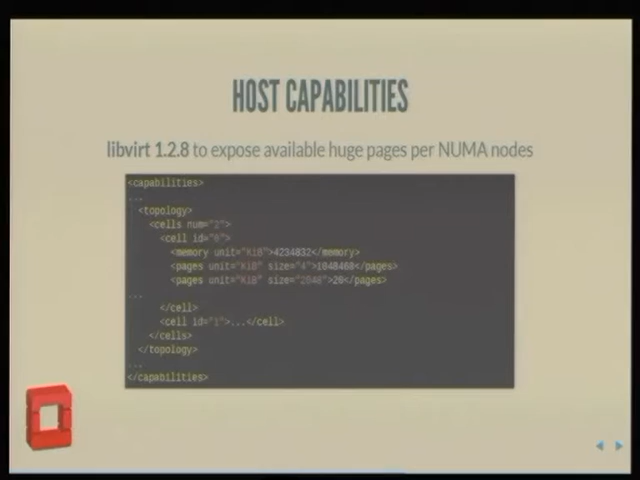 HOST CAPABILITIES
libvirt 1.2.8 to expose available huge pages per NUMA nodes
<capabilities>
...
<topology>
<cells num="2">
<cell id="0">
<memory unit="KiB">4234832</memory>
<pages unit="KiB" size="4">1048468</pages>
<pages unit="KiB" size="2048">20</pages>
...
</cell>
<cell id="1">...</cell>
</cells>
</topology>
...
</capabilities>